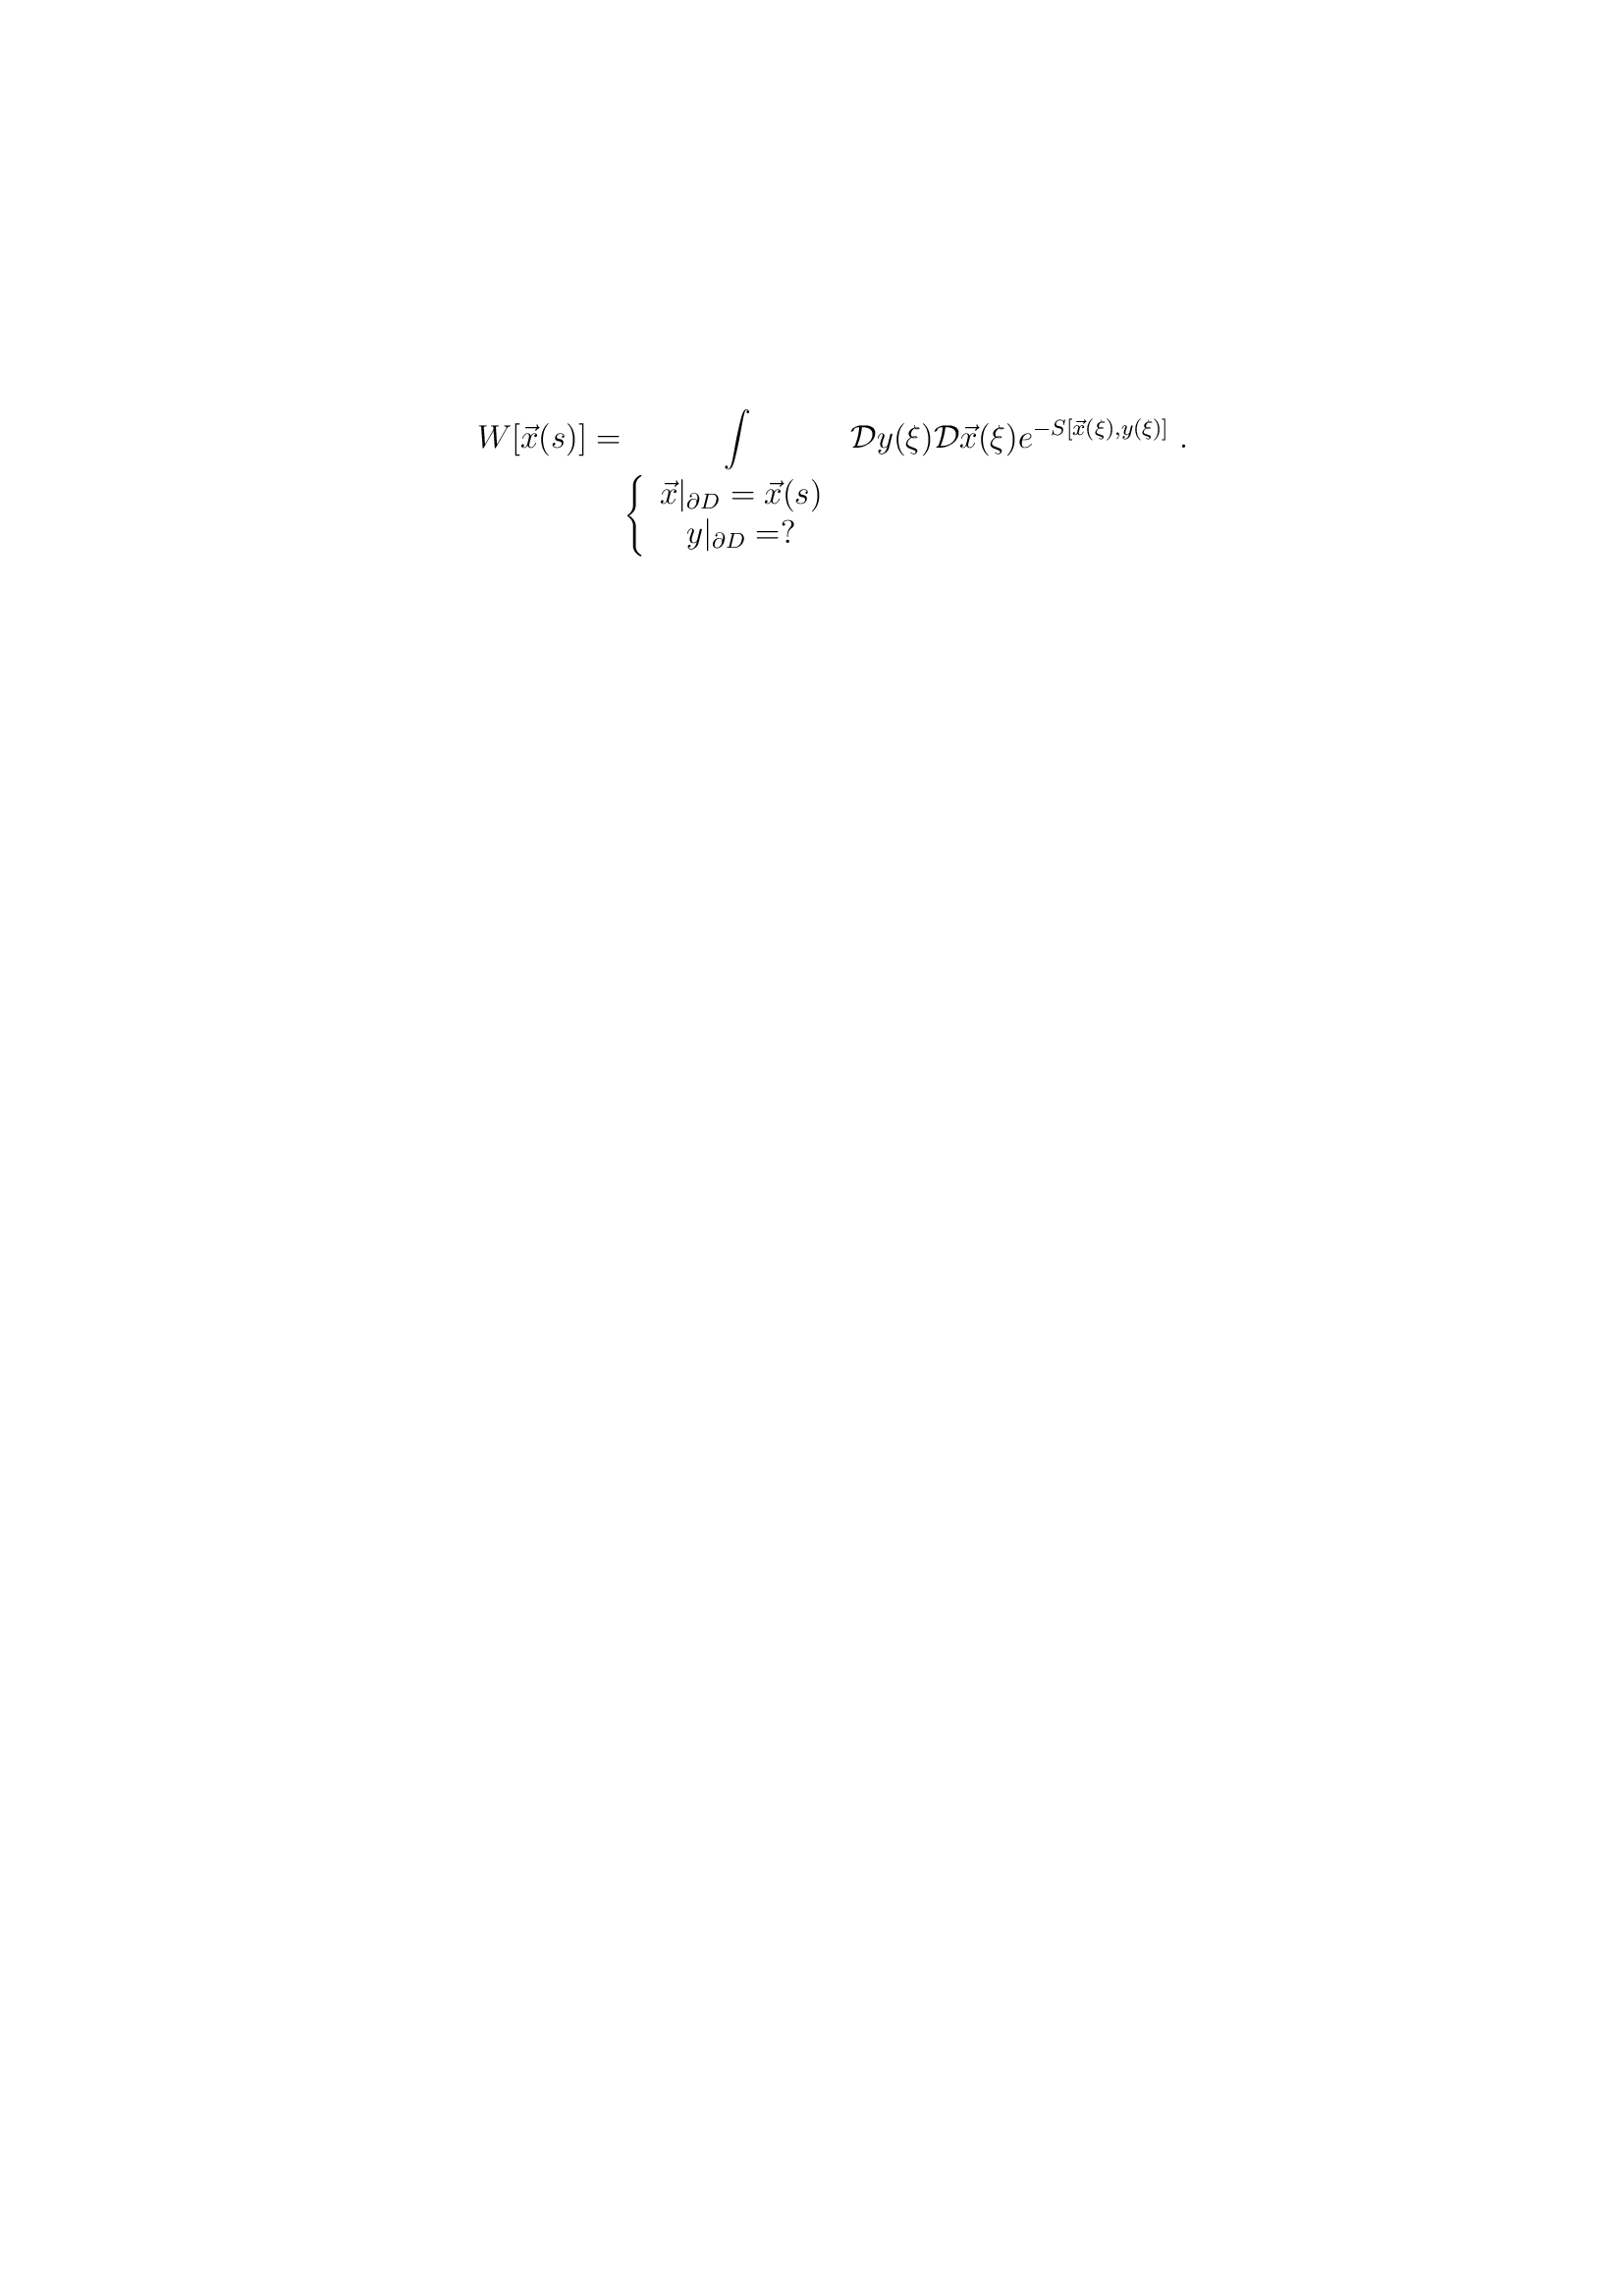 W[\vec{x}(s)] = \int \mathcal{D}y(\xi)\mathcal{D}\vec{x}(\xi)e^{-S[\vec{x}(\xi),y(\xi)]} .
\{ \vec{x}|_{\partial D} = \vec{x}(s)
y|_{\partial D} =?